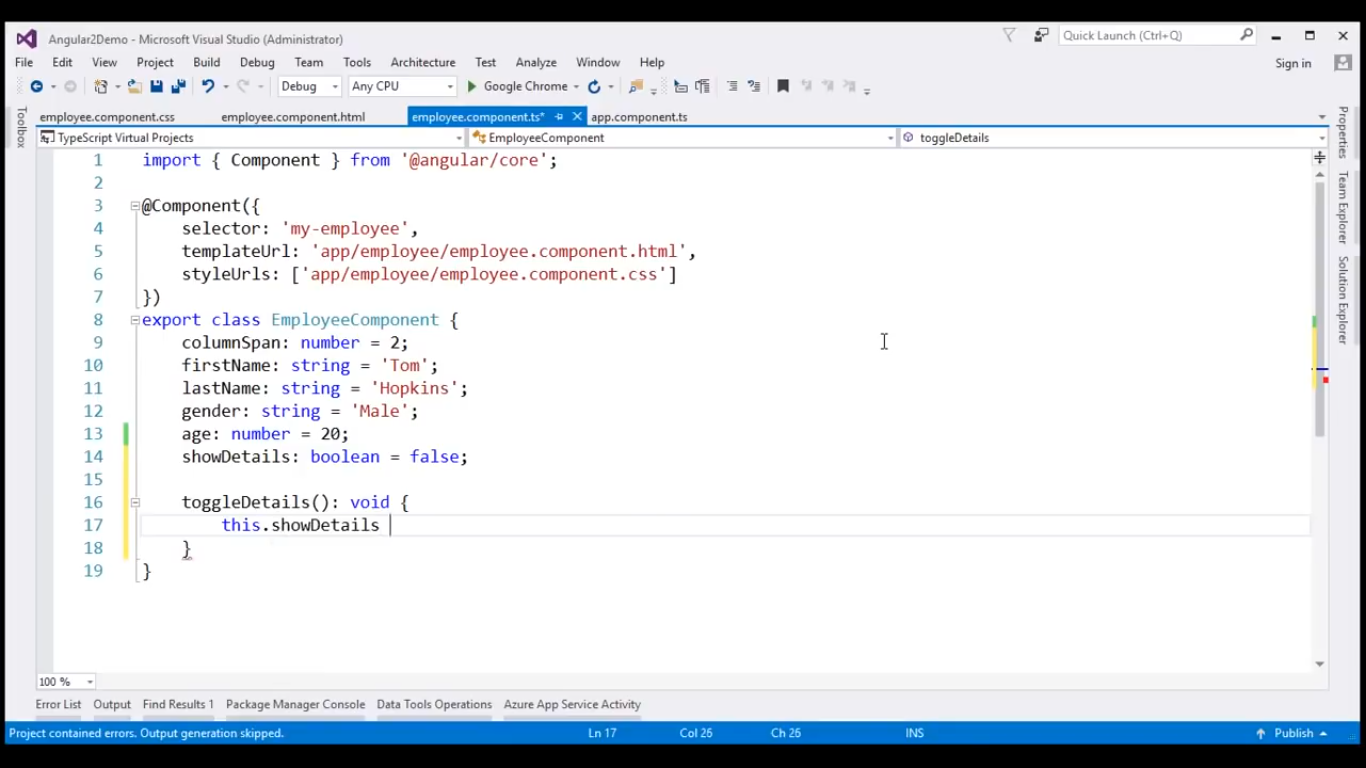 Angular2Demo - Microsoft Visual Studio (Administrator)
Quick Launch (Ctrl+Q)
File Edit View Project Build Debug Team Tools Architecture Test Analyze Window Help
Sign in
Debug Any CPU Google Chrome
employee.component.css employee.component.html employee.component.ts* app.component.ts
TypeScript Virtual Projects EmployeeComponent toggleDetails
Toolbox
Properties
Team Explorer
Solution Explorer
1 import { Component } from '@angular/core';
2
3 @Component({
4 selector: 'my-employee',
5 templateUrl: 'app/employee/employee.component.html',
6 styleUrls: ['app/employee/employee.component.css']
7 })
8 export class EmployeeComponent {
9 columnSpan: number = 2;
10 firstName: string = 'Tom';
11 lastName: string = 'Hopkins';
12 gender: string = 'Male';
13 age: number = 20;
14 showDetails: boolean = false;
15
16 toggleDetails(): void {
17 this.showDetails
18 }
19 }
100 %
Error List Output Find Results 1 Package Manager Console Data Tools Operations Azure App Service Activity
Project contained errors. Output generation skipped. Ln 17 Col 26 Ch 26 INS Publish